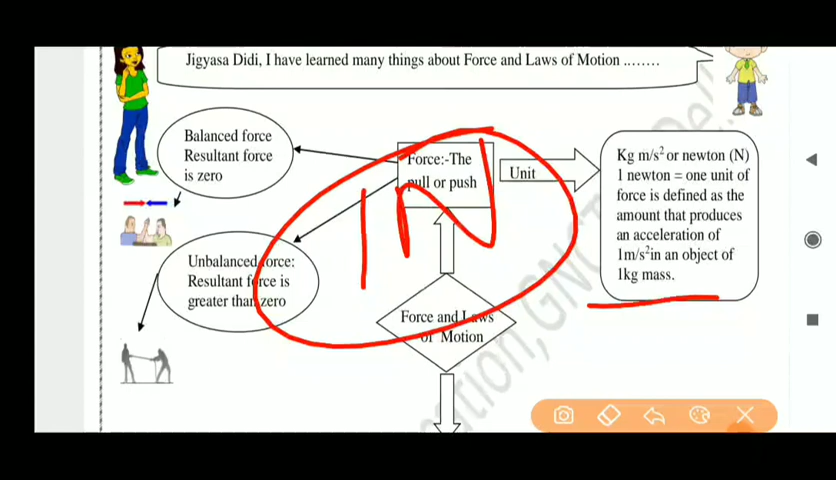 Jigyasa Didi, I have learned many things about Force and Laws of Motion ........
Balanced force
Resultant force
is zero
Force:-The
pull or push
Unit
Kg m/s² or newton (N)
1 newton = one unit of
force is defined as the
amount that produces
an acceleration of
1m/s²in an object of
1kg mass.
1N
Unbalanced force:
Resultant force is
greater than zero
Force and Laws
of Motion